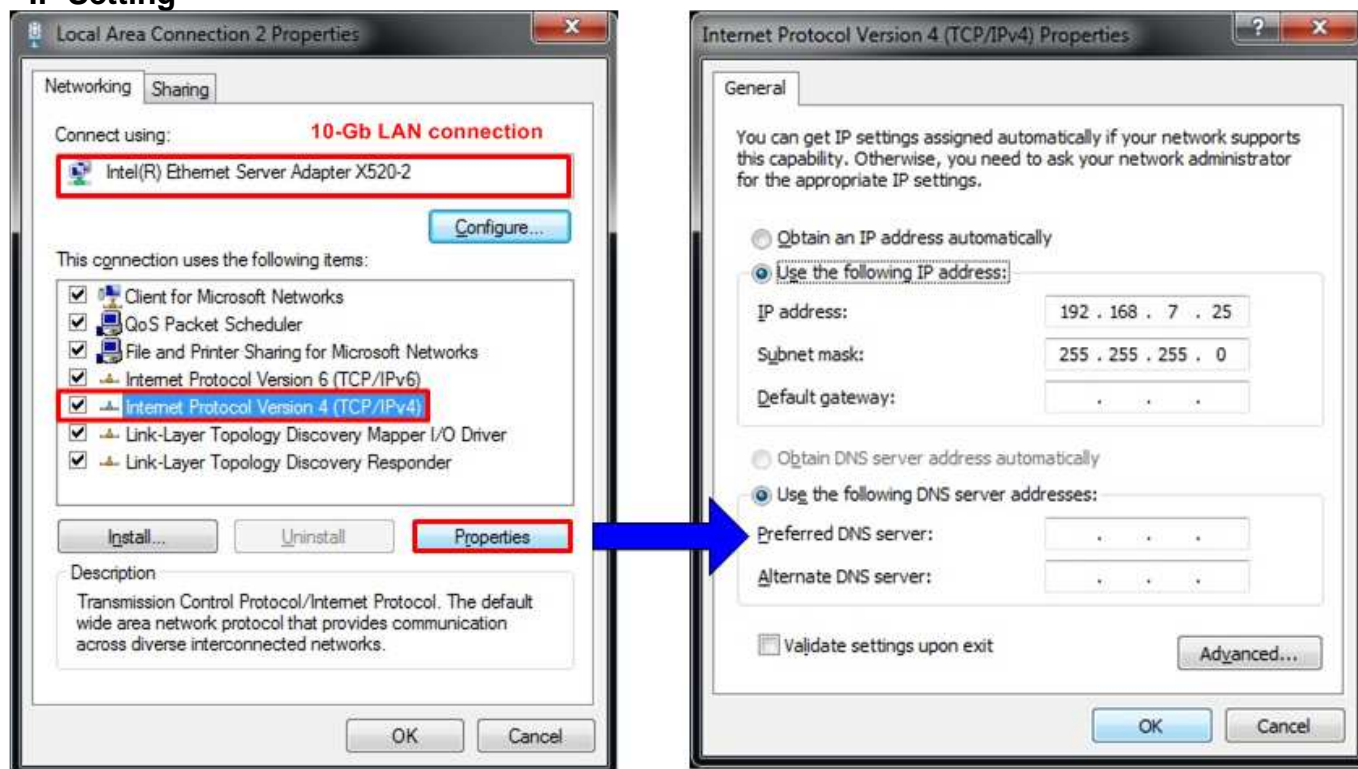 IP Setting
Local Area Connection 2 Properties
Networking Sharing
Connect using: 10-Gb LAN connection
Intel(R) Ethernet Server Adapter X520-2
Configure...
This connection uses the following items:
Client for Microsoft Networks
QoS Packet Scheduler
File and Printer Sharing for Microsoft Networks
Internet Protocol Version 6 (TCP/IPv6)
Internet Protocol Version 4 (TCP/IPv4)
Link-Layer Topology Discovery Mapper I/O Driver
Link-Layer Topology Discovery Responder
Install... Uninstall Properties
Description
Transmission Control Protocol/Internet Protocol. The default
wide area network protocol that provides communication
across diverse interconnected networks.
OK Cancel
Internet Protocol Version 4 (TCP/IPv4) Properties
General
You can get IP settings assigned automatically if your network supports
this capability. Otherwise, you need to ask your network administrator
for the appropriate IP settings.
Obtain an IP address automatically
Use the following IP address:
IP address: 192 . 168 . 7 . 25
Subnet mask: 255 . 255 . 255 . 0
Default gateway: . . .
Obtain DNS server address automatically
Use the following DNS server addresses:
Preferred DNS server: . . .
Alternate DNS server: . . .
Validate settings upon exit
Advanced...
OK Cancel